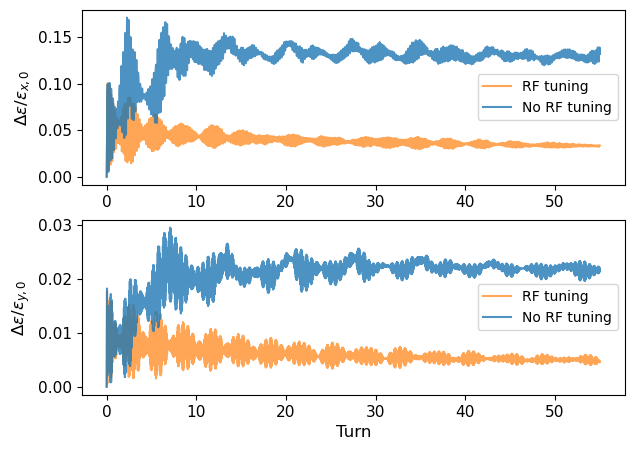 0.15
0.10
0.05
0.00
Δϵ/ϵx,0
RF tuning
No RF tuning
0 10 20 30 40 50
0.03
0.02
0.01
0.00
Δϵ/ϵy,0
RF tuning
No RF tuning
0 10 20 30 40 50
Turn